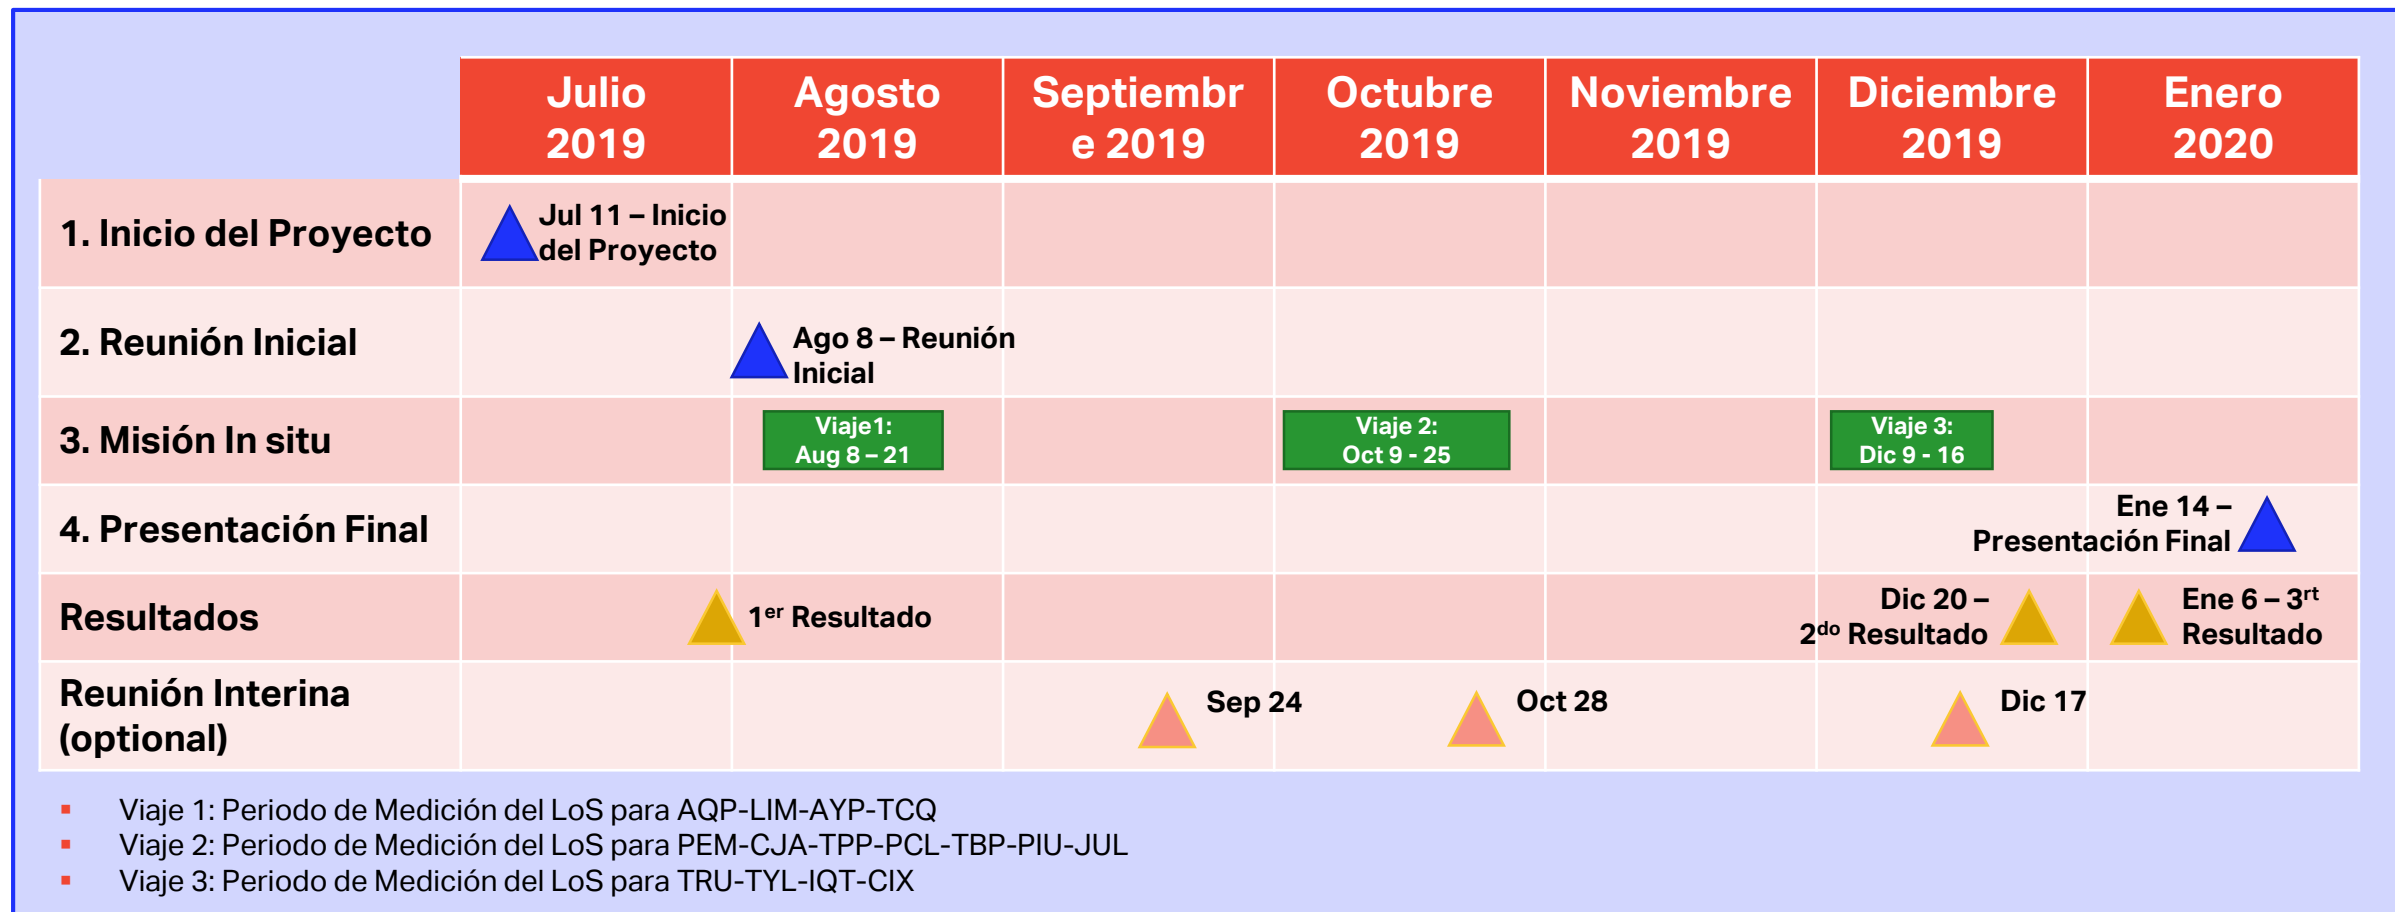 Julio
2019
Agosto
2019
Septiembr
e 2019
Octubre
2019
Noviembre
2019
Diciembre
2019
Enero
2020
1. Inicio del Proyecto
Jul 11 – Inicio
del Proyecto
2. Reunión Inicial
Ago 8 – Reunión
Inicial
3. Misión In situ
Viaje1:
Aug 8 – 21
Viaje 2:
Oct 9 - 25
Viaje 3:
Dic 9 - 16
4. Presentación Final
Ene 14 –
Presentación Final
Resultados
1er Resultado
Dic 20 –
2do Resultado
Ene 6 – 3rt
Resultado
Reunión Interina
(optional)
Sep 24
Oct 28
Dic 17
▪ Viaje 1: Periodo de Medición del LoS para AQP-LIM-AYP-TCQ
▪ Viaje 2: Periodo de Medición del LoS para PEM-CJA-TPP-PCL-TBP-PIU-JUL
▪ Viaje 3: Periodo de Medición del LoS para TRU-TYL-IQT-CIX